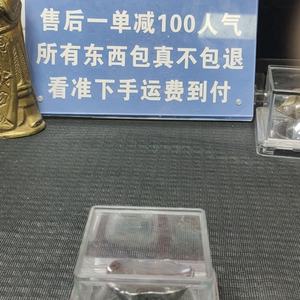 售后一单减100人气
所有东西包真不包退
看准下手运费到付